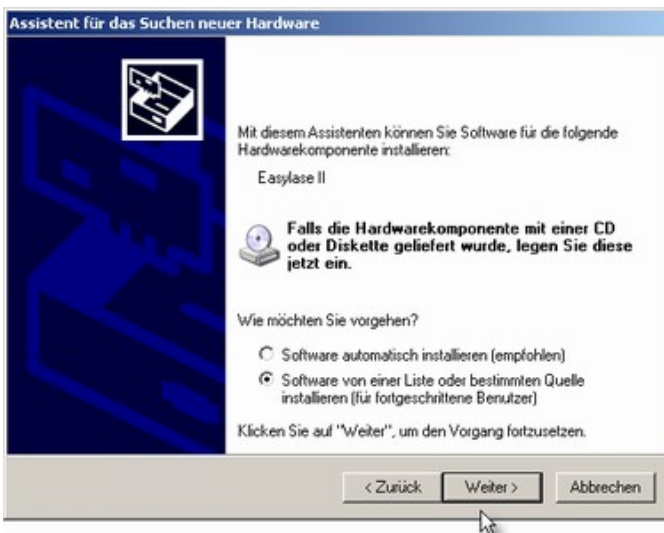 Assistent für das Suchen neuer Hardware
Mit diesem Assistenten können Sie Software für die folgende
Hardwarekomponente installieren:
Easylase II
Falls die Hardwarekomponente mit einer CD
oder Diskette geliefert wurde, legen Sie diese
jetzt ein.
Wie möchten Sie vorgehen?
Software automatisch installieren (empfohlen)
Software von einer Liste oder bestimmten Quelle
installieren (für fortgeschrittene Benutzer)
Klicken Sie auf "Weiter", um den Vorgang fortzusetzen.
< Zurück Weiter > Abbrechen